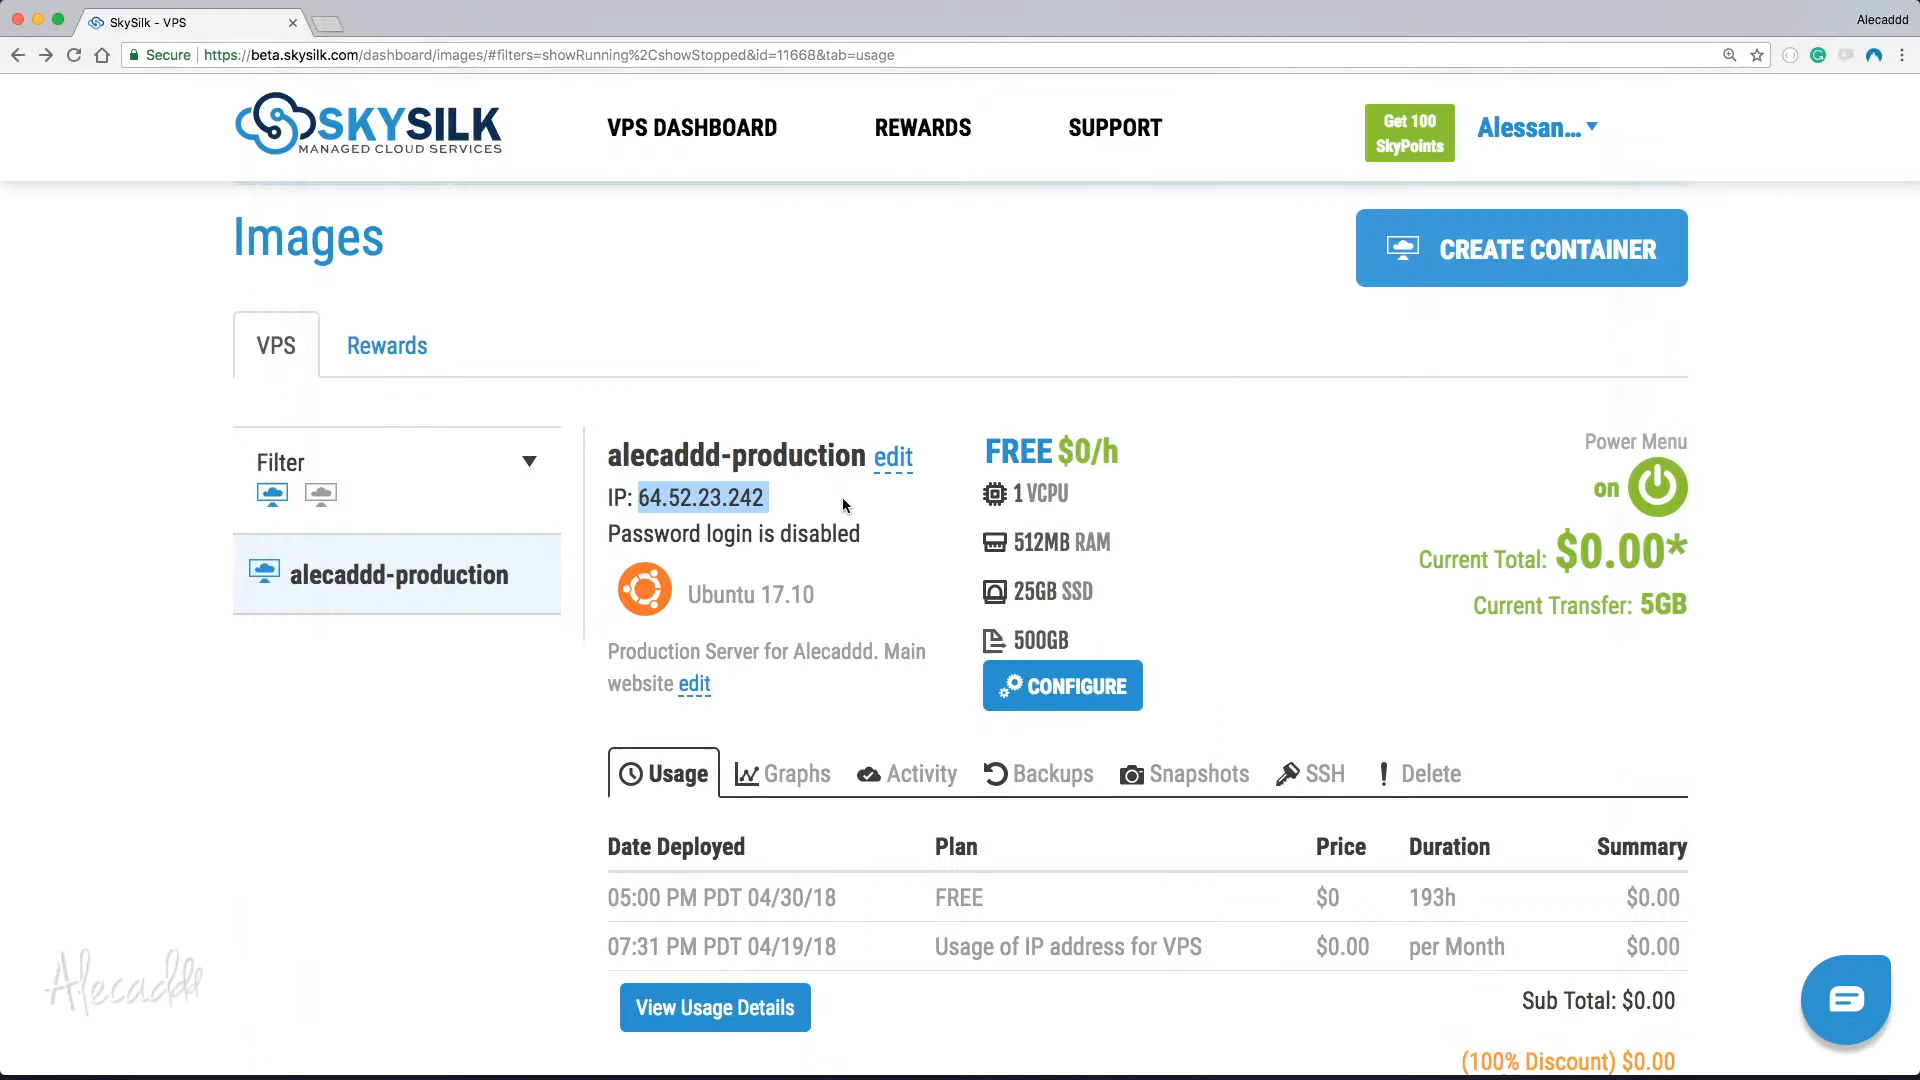 SkySilk - VPS
Alecaddd
Secure
https://beta.skysilk.com/dashboard/images/#filters=showRunning%2CshowStopped&id=11668&tab=usage
SKYSILK
MANAGED CLOUD SERVICES
VPS DASHBOARD
REWARDS
SUPPORT
Get 100
SkyPoints
Alessan...
Images
CREATE CONTAINER
VPS
Rewards
Filter
alecaddd-production
alecaddd-production edit
IP: 64.52.23.242
Password login is disabled
Ubuntu 17.10
Production Server for Alecaddd. Main
website edit
FREE $0/h
1 VCPU
512MB RAM
25GB SSD
500GB
CONFIGURE
Power Menu
on
Current Total: $0.00*
Current Transfer: 5GB
Usage
Graphs
Activity
Backups
Snapshots
SSH
Delete
Date Deployed Plan Price Duration Summary
05:00 PM PDT 04/30/18 FREE $0 193h $0.00
07:31 PM PDT 04/19/18 Usage of IP address for VPS $0.00 per Month $0.00
View Usage Details
Sub Total: $0.00
(100% Discount) $0.00
Alecaddd